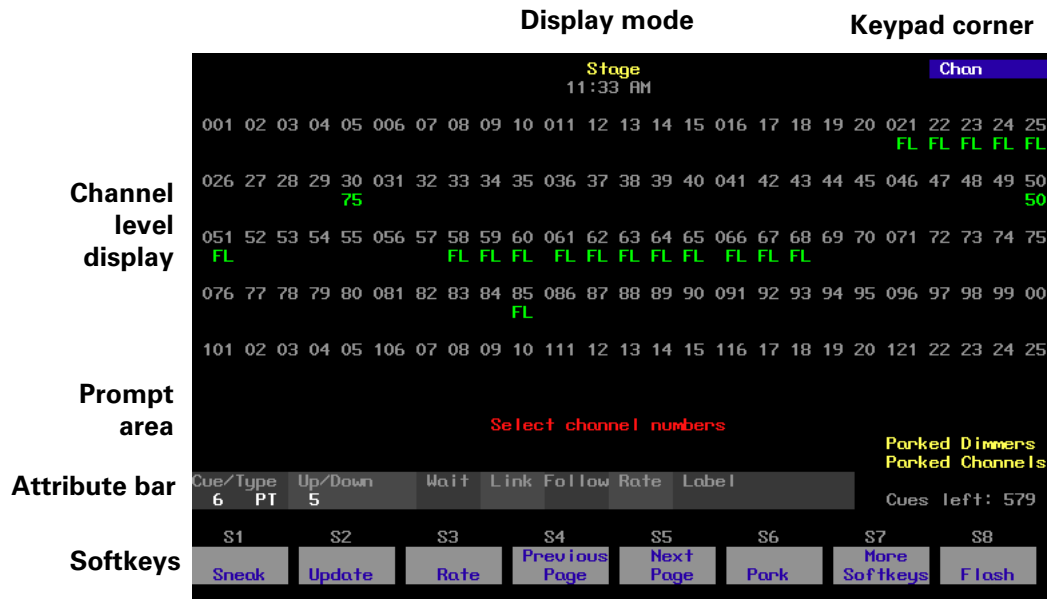 Display mode Keypad corner
Stage Chan
11:33 AM
001 02 03 04 05 006 07 08 09 10 011 12 13 14 15 016 17 18 19 20 021 22 23 24 25
FL FL FL FL FL
Channel level display
026 27 28 29 30 031 32 33 34 35 036 37 38 39 40 041 42 43 44 45 046 47 48 49 50
75 50
051 52 53 54 55 056 57 58 59 60 061 62 63 64 65 066 67 68 69 70 071 72 73 74 75
FL FL FL FL FL FL FL FL FL FL FL FL
076 77 78 79 80 081 82 83 84 85 086 87 88 89 90 091 92 93 94 95 096 97 98 99 00
FL
101 02 03 04 05 106 07 08 09 10 111 12 13 14 15 116 17 18 19 20 121 22 23 24 25
Prompt area
Select channel numbers
Parked Dimmers
Parked Channels
Attribute bar
Cue/Type Up/Down Wait Link Follow Rate Label
6 PT 5 Cues left: 579
Softkeys
S1 S2 S3 S4 S5 S6 S7 S8
Sneak Update Rate Previous Page Next Page Park More Softkeys Flash